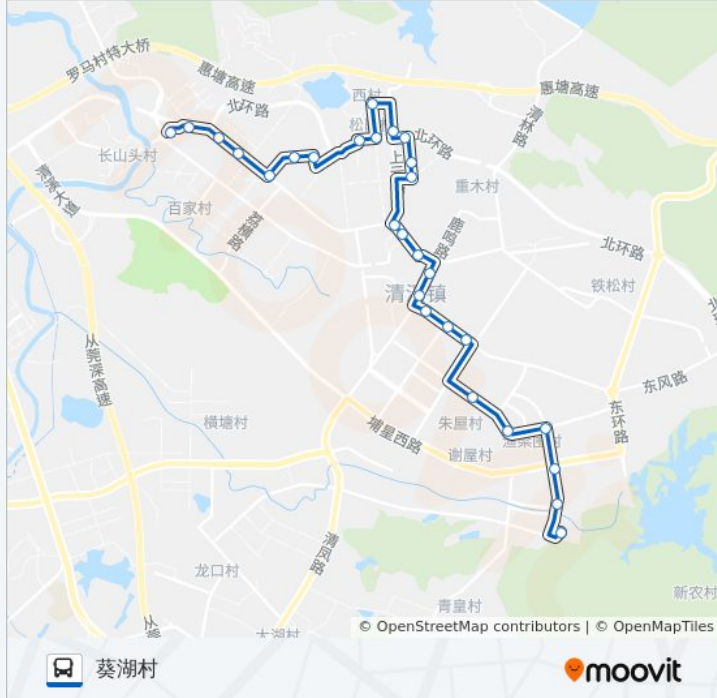 罗马村特大桥
惠塘高速
惠塘高速
西村
北环路
清林路
北环路
长山头村
上
清溪大道
重木村
百家村
荔横路
鹿鸣路
北环路
铁松村
清溪镇
从莞深高速
东风路
东环路
横塘村
朱屋村
埔星西路
谢屋村
清凤路
龙口村
新农村
青皇村
© OpenStreetMap contributors | © OpenMapTiles
葵湖村
moovit